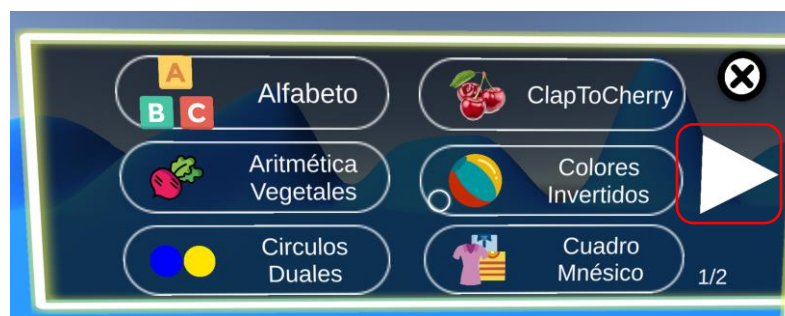 A
B C
Alfabeto
ClapToCherry
Aritmética
Vegetales
Colores
Invertidos
Circulos
Duales
Cuadro
Mnésico
1/2